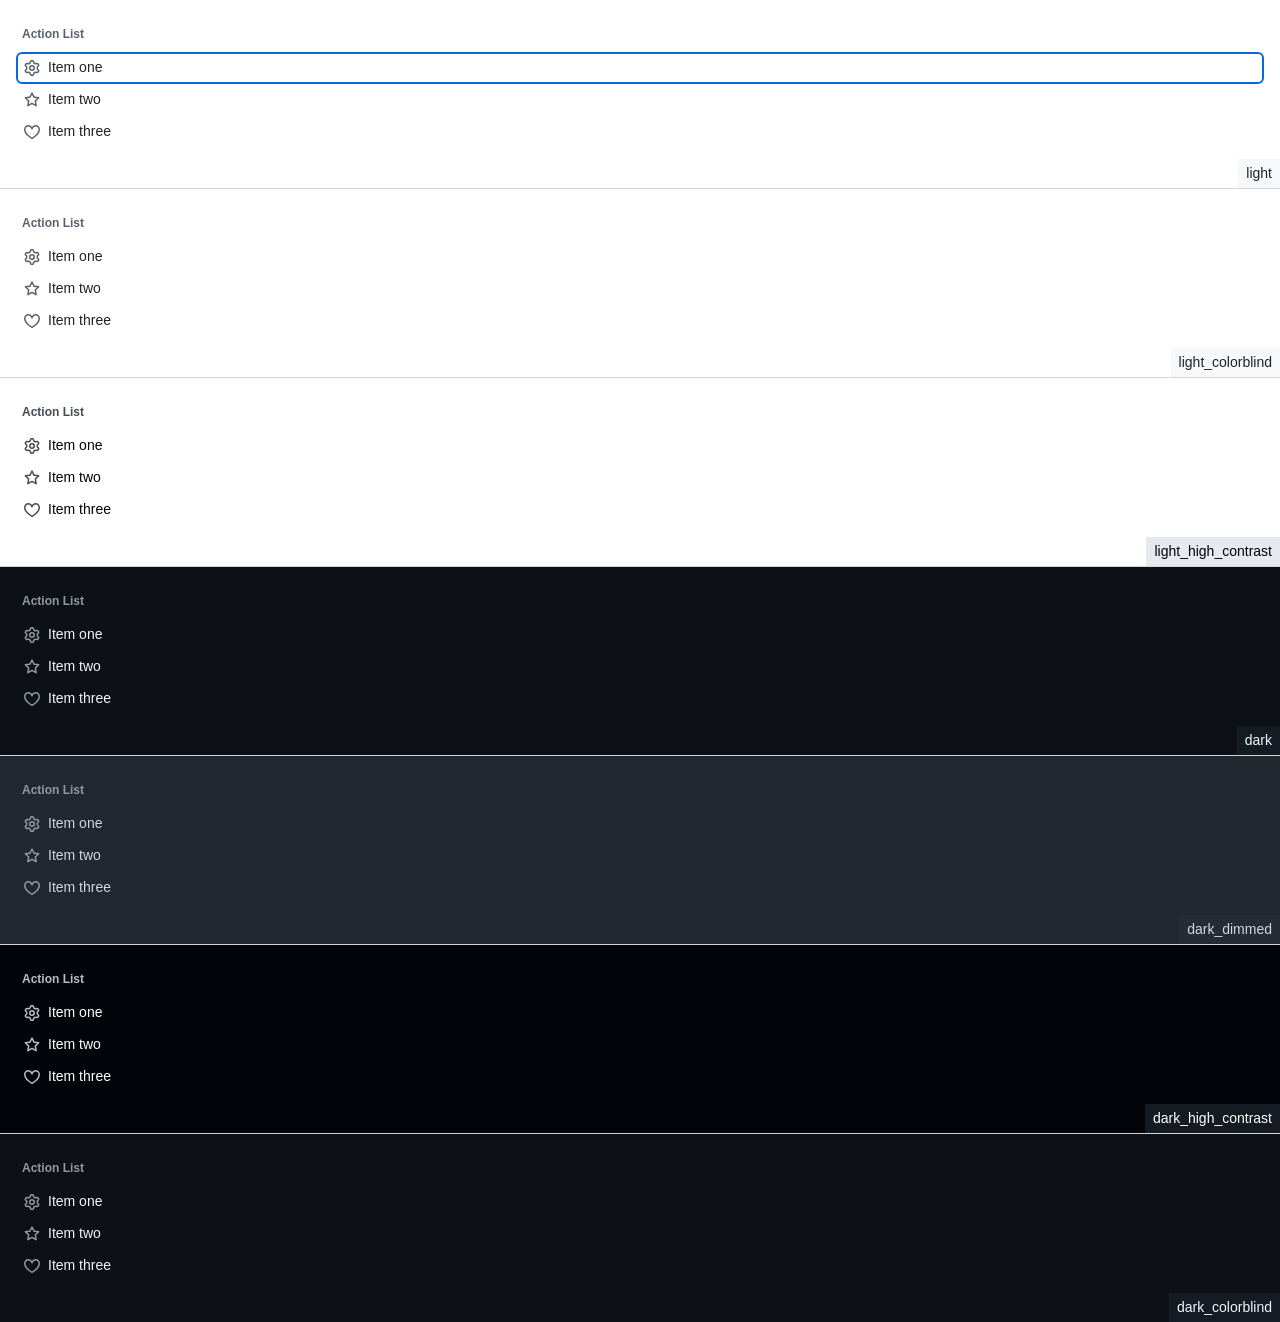 Action List
Item one
Item two
Item three
light
Action List
Item one
Item two
Item three
light_colorblind
Action List
Item one
Item two
Item three
light_high_contrast
Action List
Item one
Item two
Item three
dark
Action List
Item one
Item two
Item three
dark_dimmed
Action List
Item one
Item two
Item three
dark_high_contrast
Action List
Item one
Item two
Item three
dark_colorblind